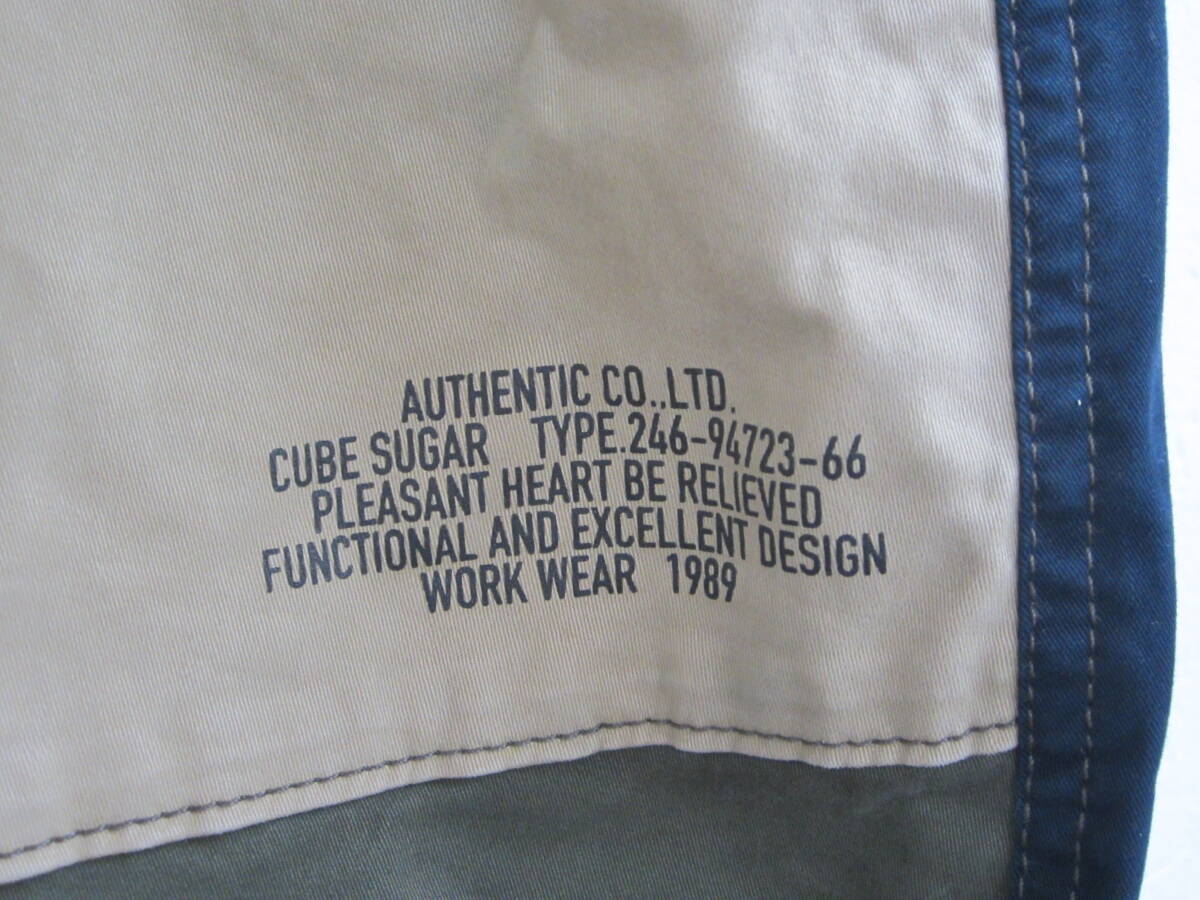 AUTHENTIC CO.,LTD.
CUBE SUGAR TYPE.246-94723-66
PLEASANT HEART BE RELIEVED
FUNCTIONAL AND EXCELLENT DESIGN
WORK WEAR 1989